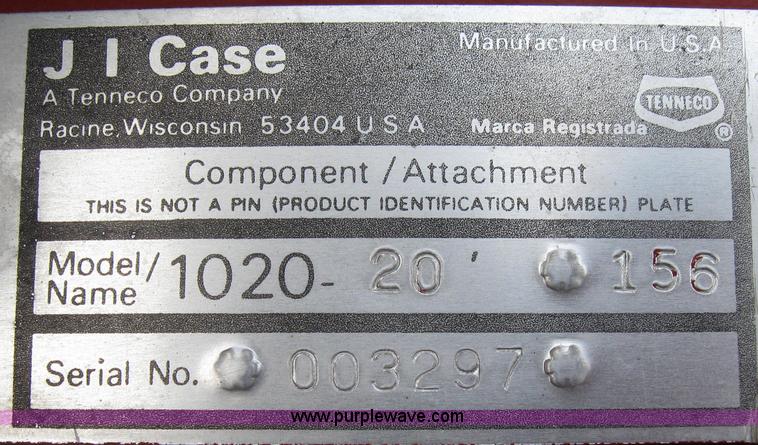 J I Case
Manufactured in U.S.A
A Tenneco Company
TENNECO
Racine, Wisconsin 53404 U S A
Marca Registrada ®
Component / Attachment
THIS IS NOT A PIN (PRODUCT IDENTIFICATION NUMBER) PLATE
Model/ Name 1020- 20 ' 156
Serial No. 003297
www.purplewave.com